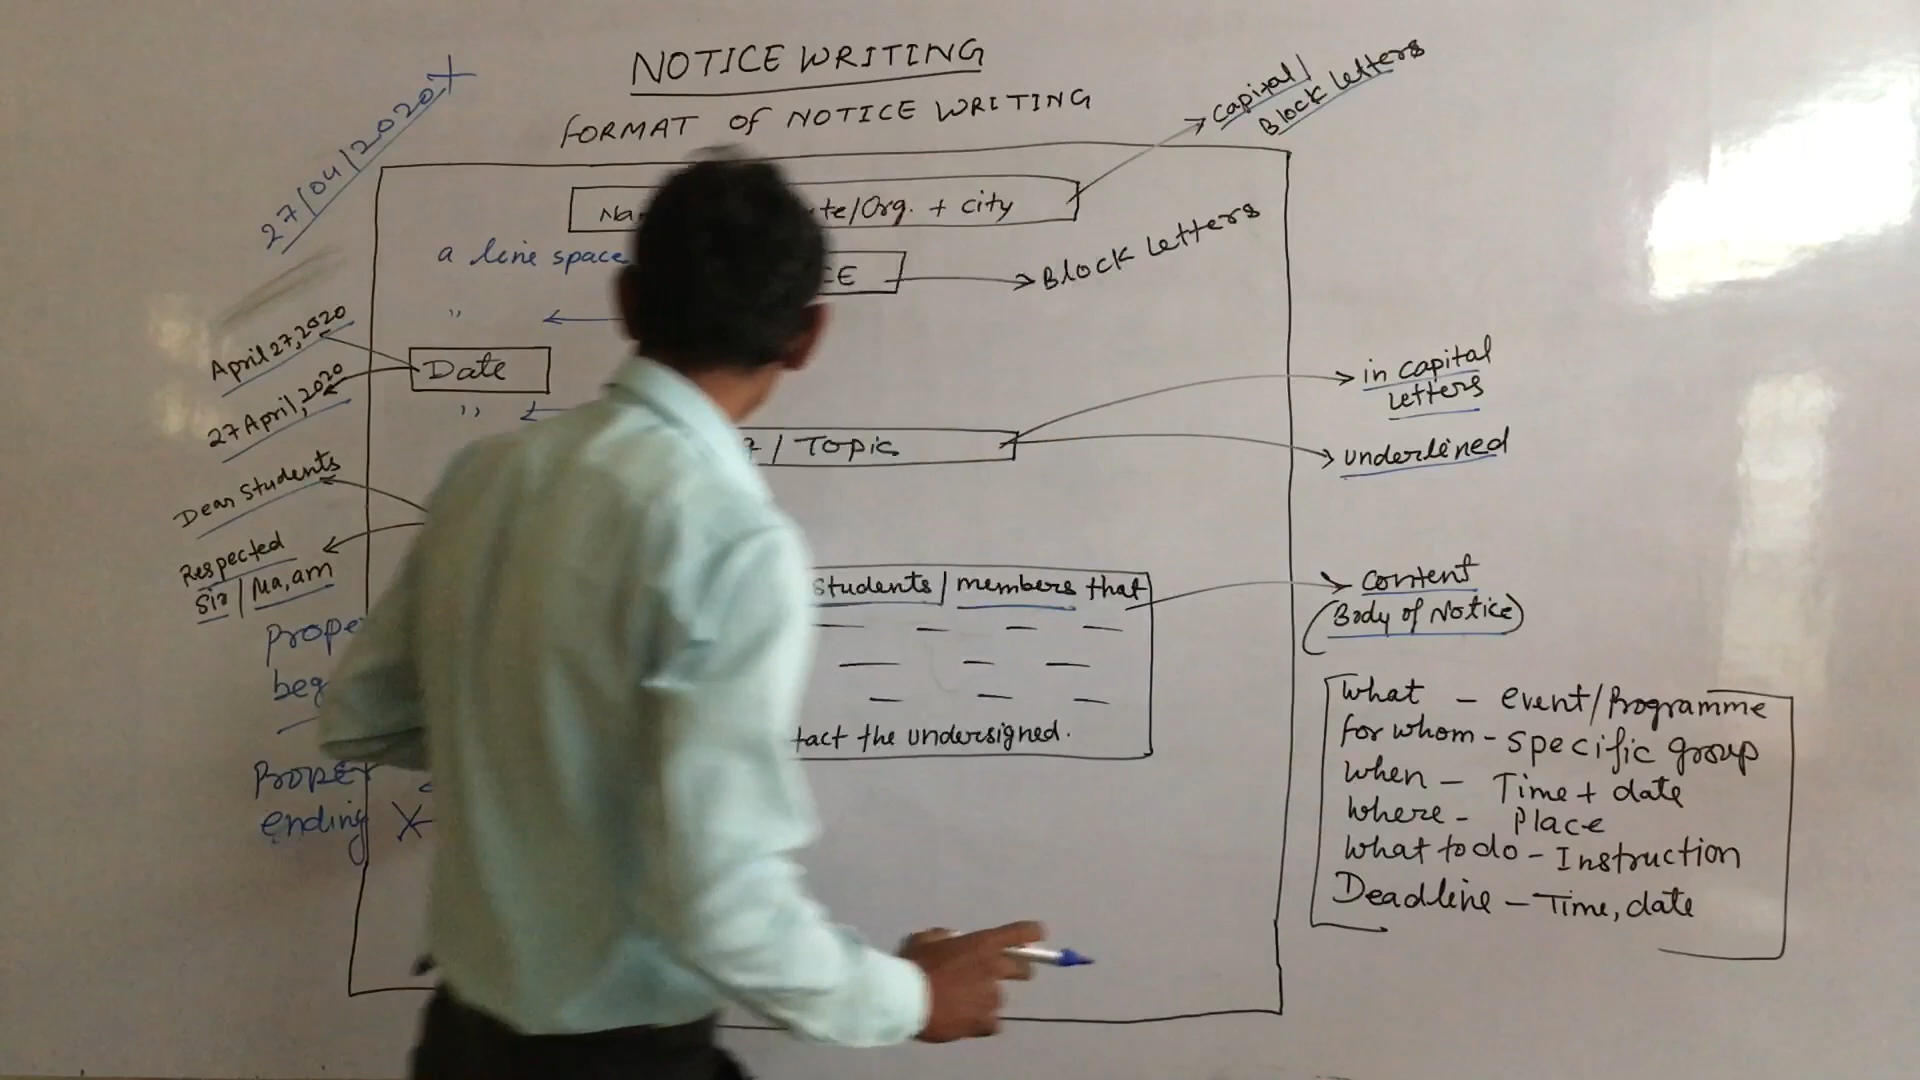 NOTICE WRITING
FORMAT of NOTICE WRITING
27/04/2020 X
Capital/
Block Letters
te/Org. + city
a line space
CE
Block Letters
"
April 27, 2020
27 April, 2020
Date
"
/ Topic
in capital
Letters
underlined
Dear Students
Respected
Sir / Ma,am
students / members that
tact the undersigned.
content
(Body of Notice)
Proper
ending X
what - event/Programme
for whom - specific group
when - Time + date
where - Place
what to do - Instruction
Deadline - Time, date